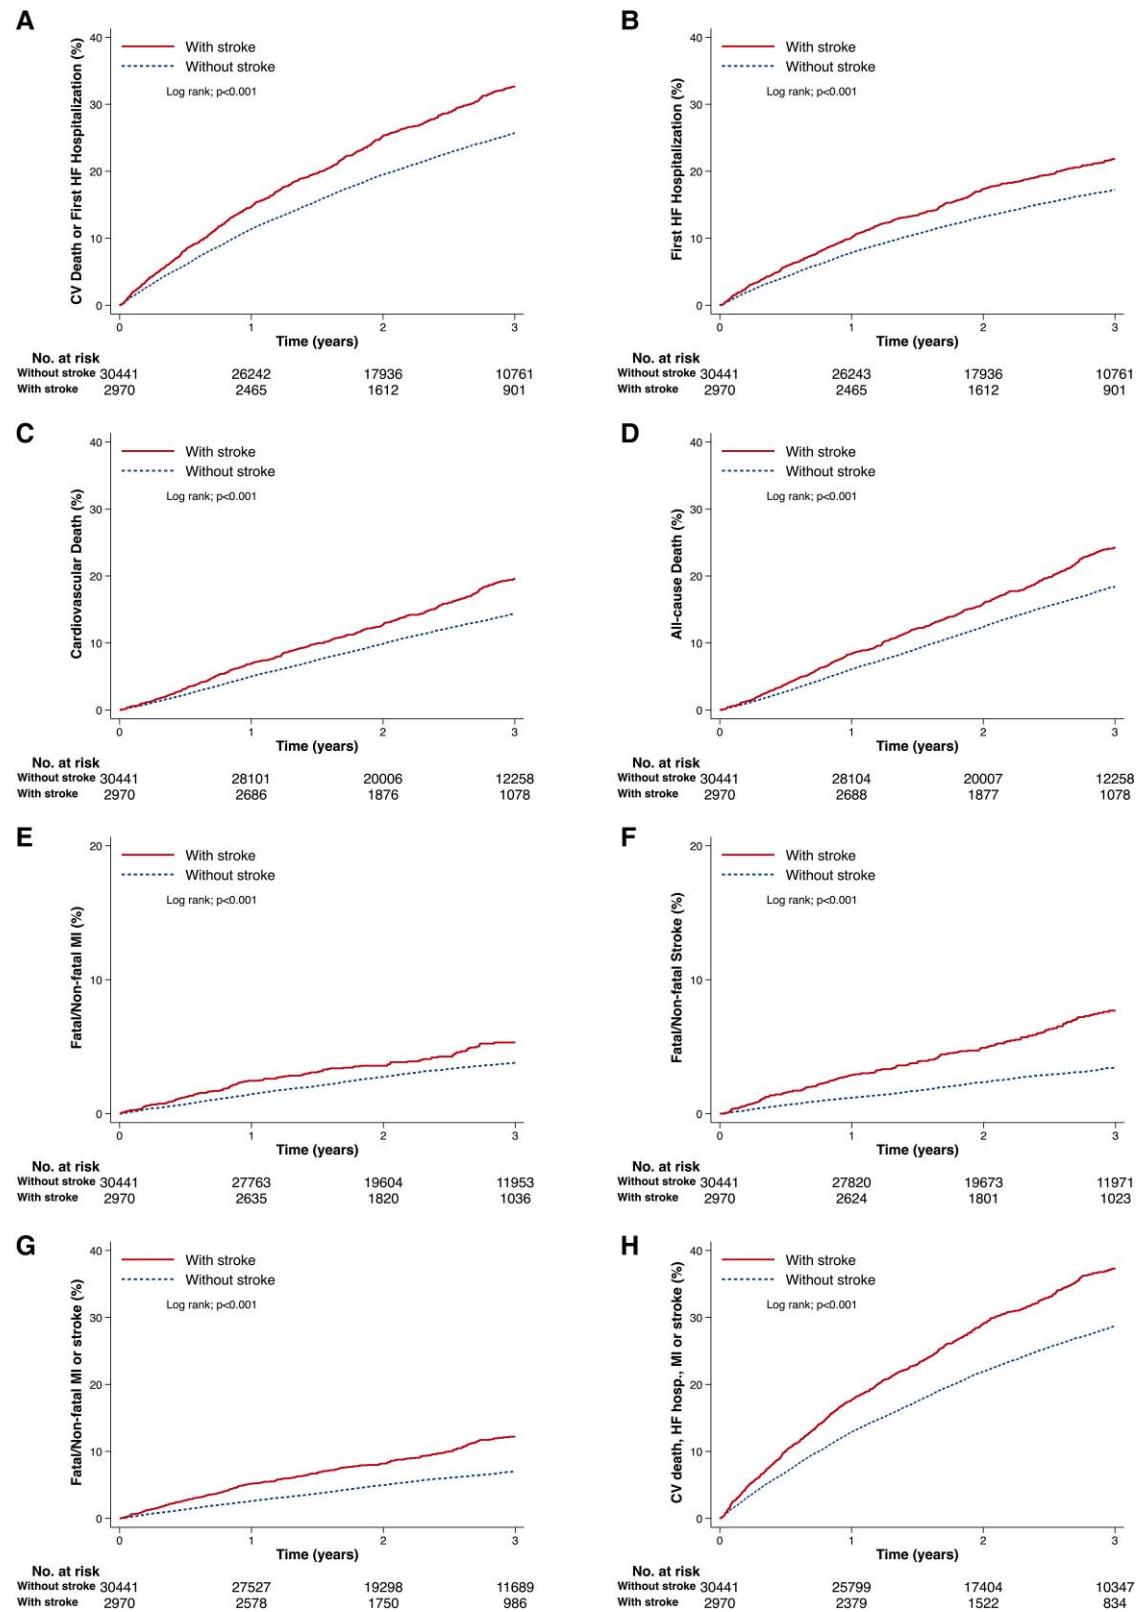 A
CV Death or First HF Hospitalization (%)
40
30
20
10
0
With stroke
Without stroke
Log rank; p<0.001
0 1 2 3
Time (years)
No. at risk
Without stroke 30441 26242 17936 10761
With stroke 2970 2465 1612 901
B
First HF Hospitalization (%)
40
30
20
10
0
With stroke
Without stroke
Log rank; p<0.001
0 1 2 3
Time (years)
No. at risk
Without stroke 30441 26243 17936 10761
With stroke 2970 2465 1612 901
C
Cardiovascular Death (%)
40
30
20
10
0
With stroke
Without stroke
Log rank; p<0.001
0 1 2 3
Time (years)
No. at risk
Without stroke 30441 28101 20006 12258
With stroke 2970 2686 1876 1078
D
All-cause Death (%)
40
30
20
10
0
With stroke
Without stroke
Log rank; p<0.001
0 1 2 3
Time (years)
No. at risk
Without stroke 30441 28104 20007 12258
With stroke 2970 2688 1877 1078
E
Fatal/Non-fatal MI (%)
20
10
0
With stroke
Without stroke
Log rank; p<0.001
0 1 2 3
Time (years)
No. at risk
Without stroke 30441 27763 19604 11953
With stroke 2970 2635 1820 1036
F
Fatal/Non-fatal Stroke (%)
20
10
0
With stroke
Without stroke
Log rank; p<0.001
0 1 2 3
Time (years)
No. at risk
Without stroke 30441 27820 19673 11971
With stroke 2970 2624 1801 1023
G
Fatal/Non-fatal MI or stroke (%)
40
30
20
10
0
With stroke
Without stroke
Log rank; p<0.001
0 1 2 3
Time (years)
No. at risk
Without stroke 30441 27527 19298 11689
With stroke 2970 2578 1750 986
H
CV death, HF hosp., MI or stroke (%)
40
30
20
10
0
With stroke
Without stroke
Log rank; p<0.001
0 1 2 3
Time (years)
No. at risk
Without stroke 30441 25799 17404 10347
With stroke 2970 2379 1522 834